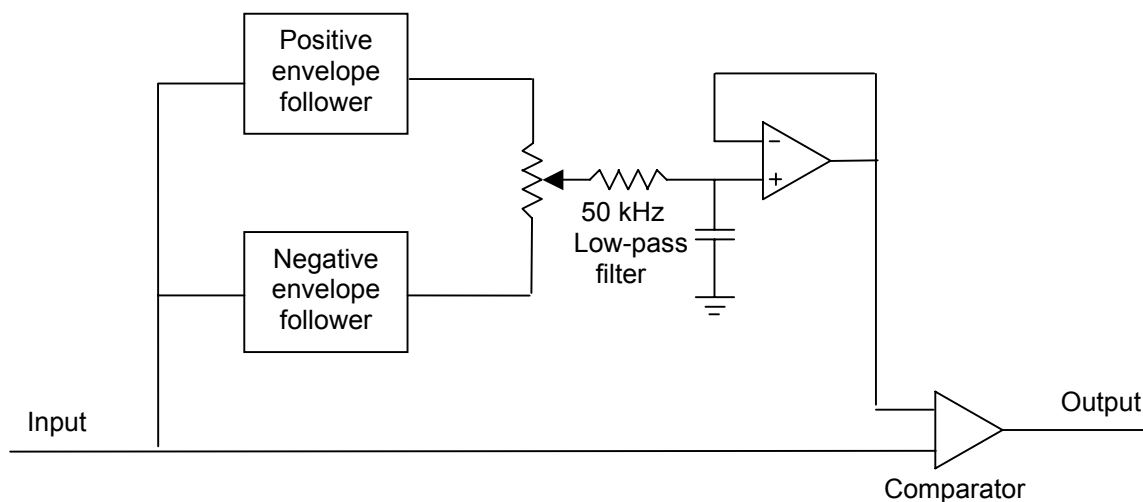 Positive
envelope
follower
50 kHz
Low-pass
filter
−
+
Negative
envelope
follower
Input
Output
Comparator